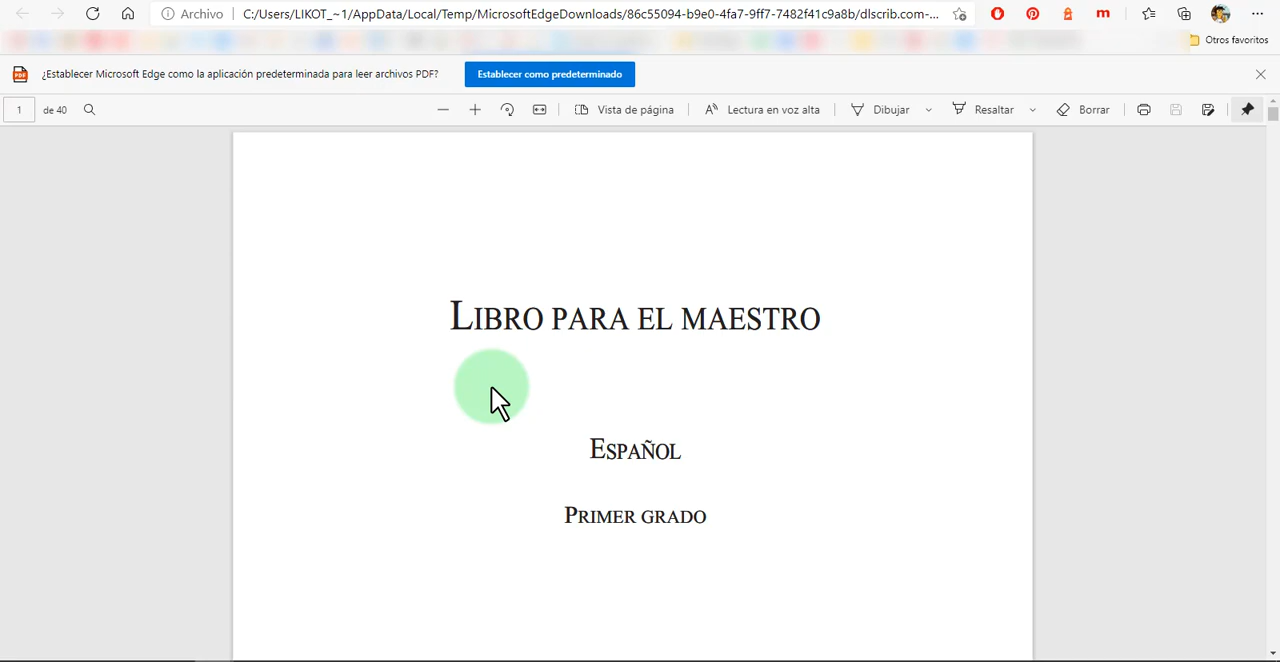 Archivo C:/Users/LIKOT_~1/AppData/Local/Temp/MicrosoftEdgeDownloads/86c55094-b9e0-4fa7-9ff7-7482f41c9a8b/dlscrib.com-...
Otros favoritos
¿Establecer Microsoft Edge como la aplicación predeterminada para leer archivos PDF? Establecer como predeterminado
1 de 40 Vista de página Lectura en voz alta Dibujar Resaltar Borrar
LIBRO PARA EL MAESTRO
ESPAÑOL
PRIMER GRADO